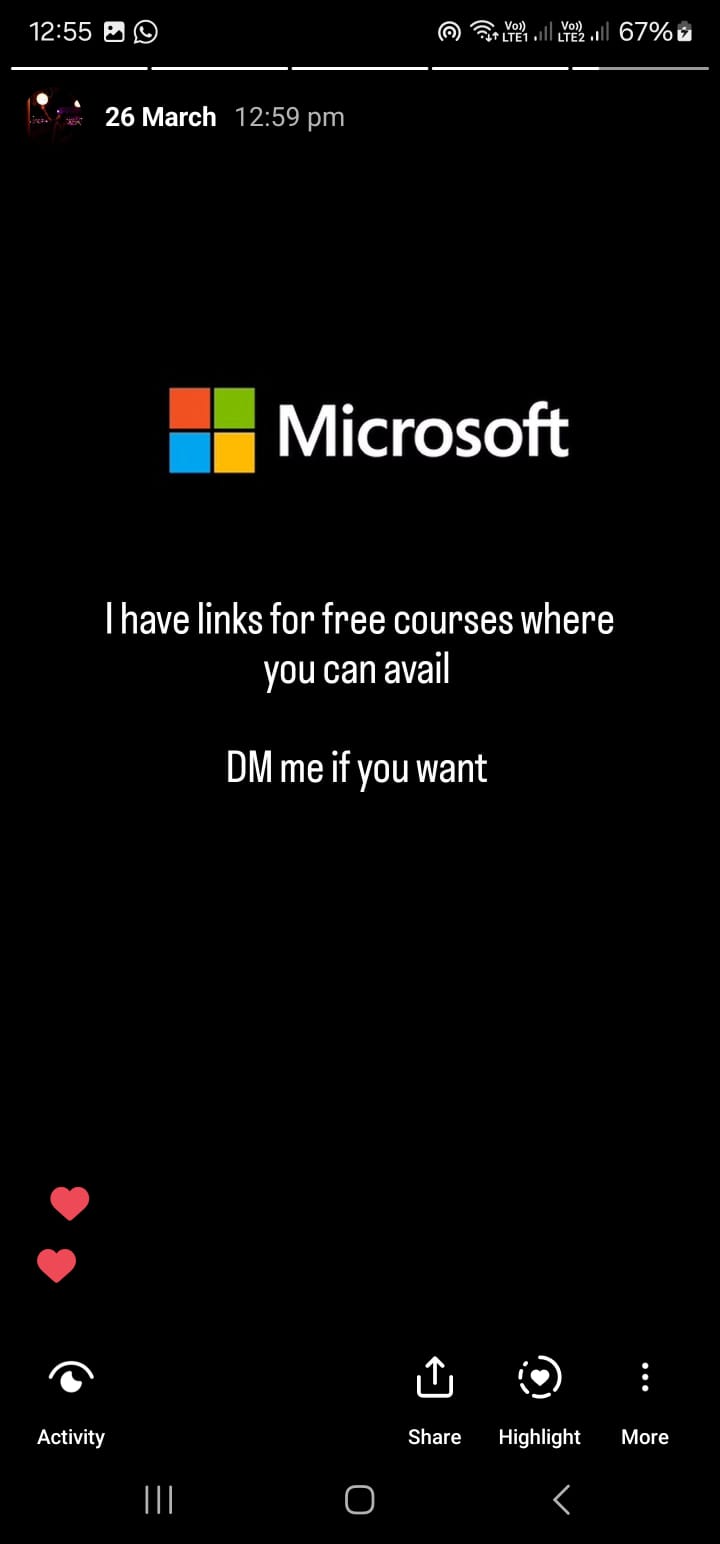 12:55 Vo)) LTE1 Vo)) LTE2 67%
26 March 12:59 pm
Microsoft
I have links for free courses where
you can avail
DM me if you want
Activity Share Highlight More